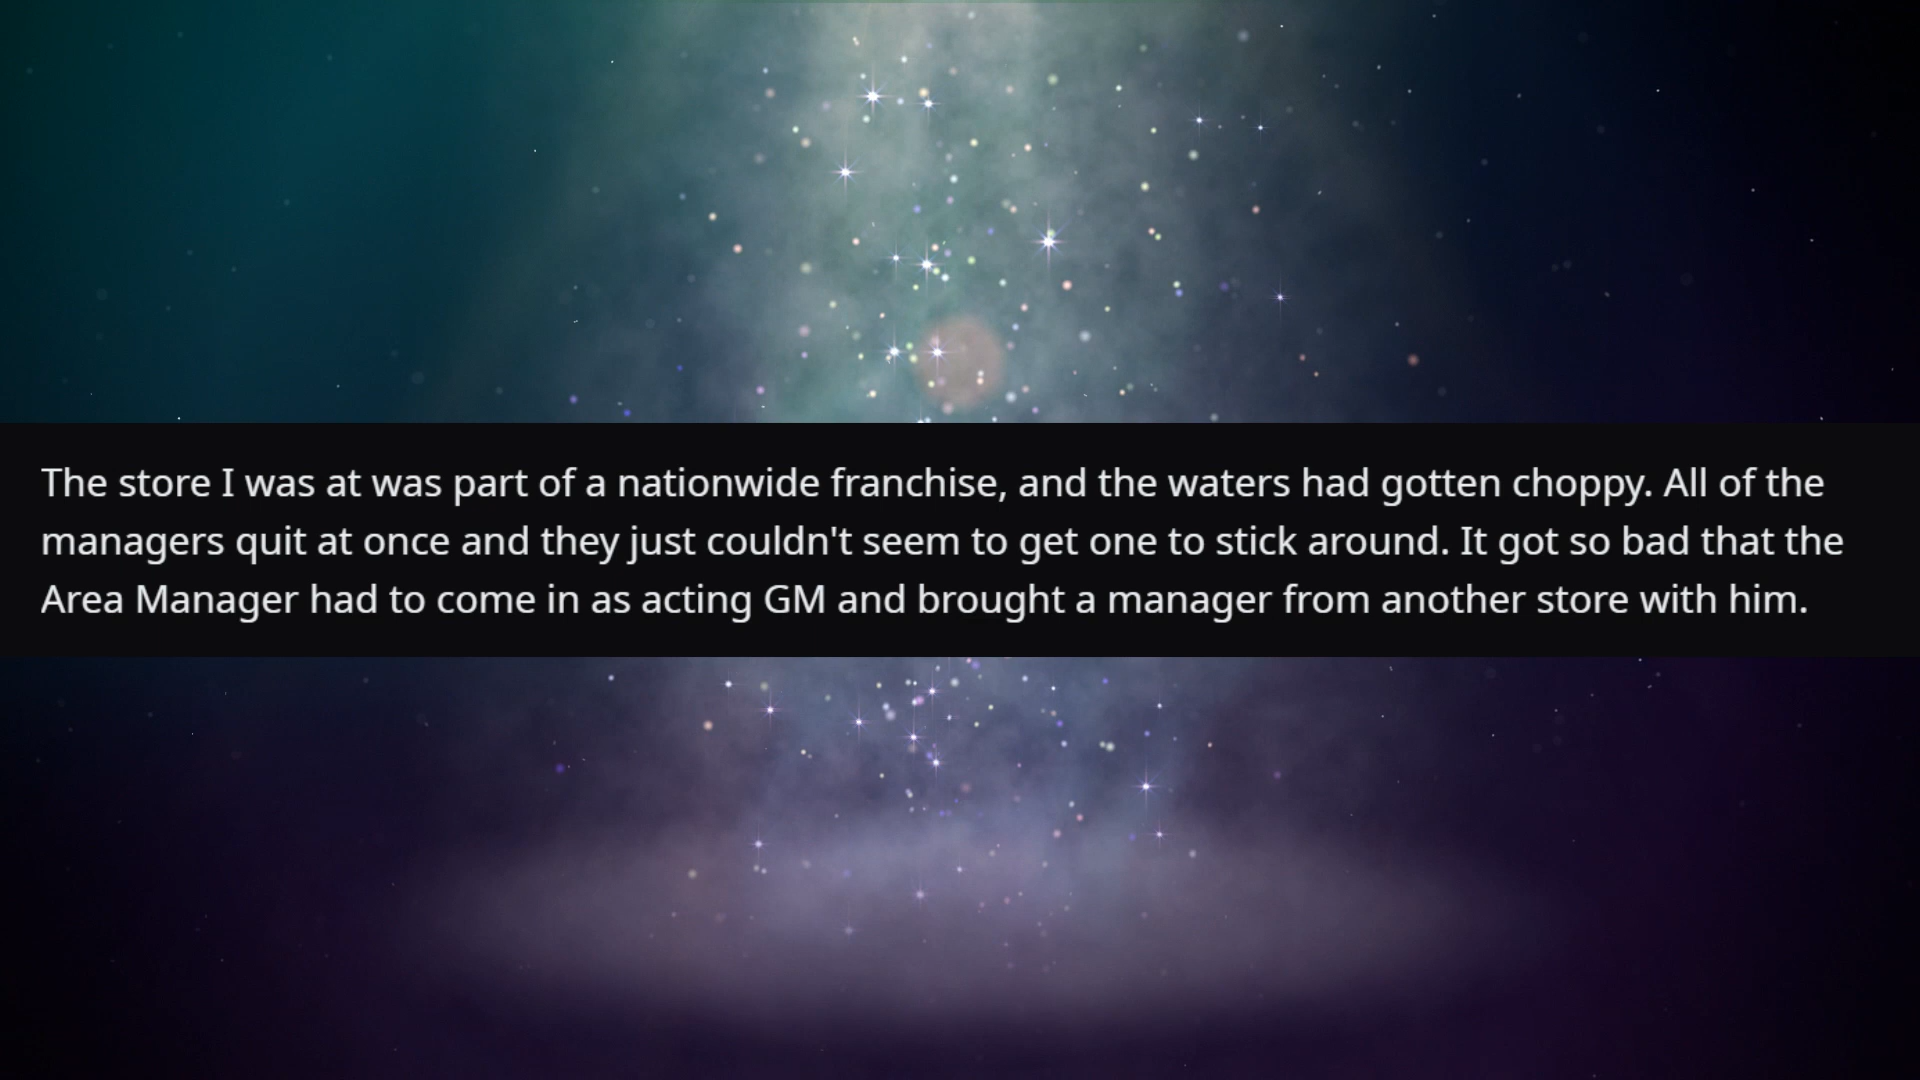 The store I was at was part of a nationwide franchise, and the waters had gotten choppy. All of the
managers quit at once and they just couldn't seem to get one to stick around. It got so bad that the
Area Manager had to come in as acting GM and brought a manager from another store with him.